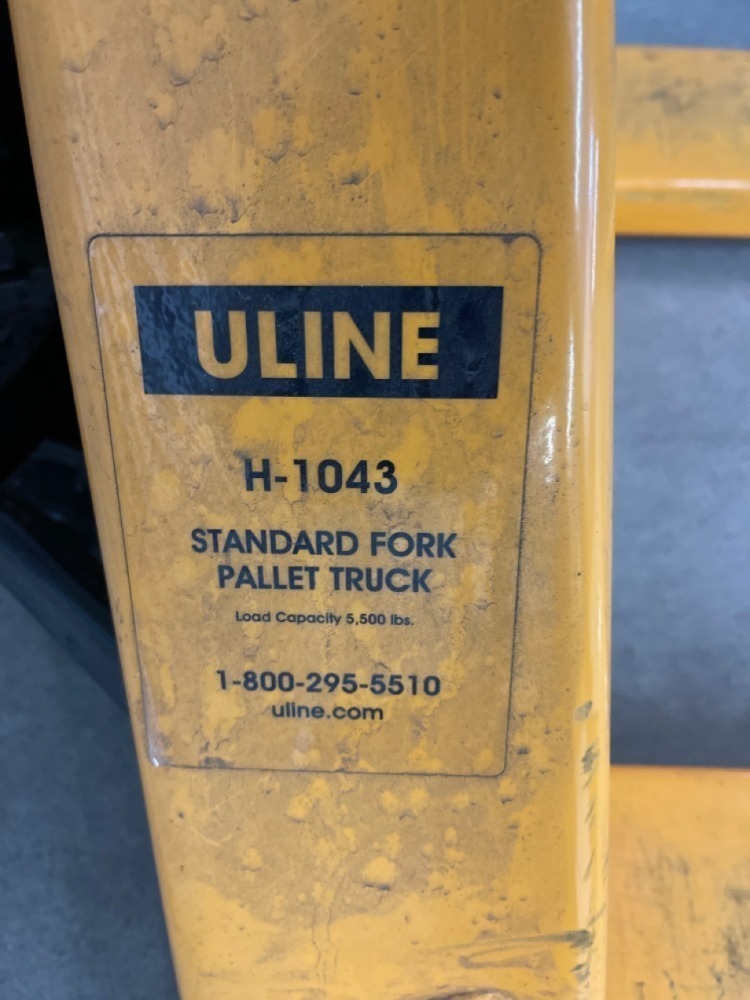 ULINE
H-1043
STANDARD FORK
PALLET TRUCK
Load Capacity 5,500 lbs.
1-800-295-5510
uline.com